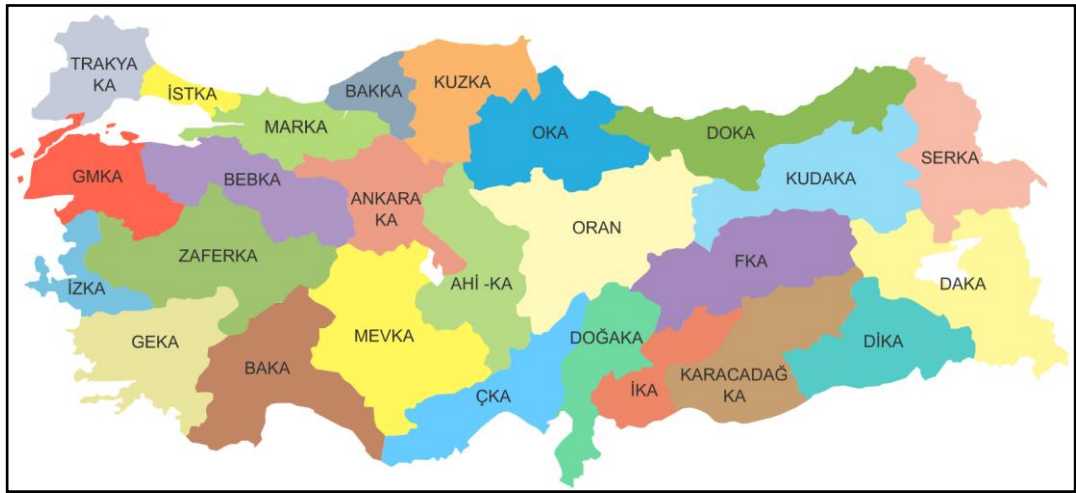 TRAKYA
KA
İSTKA
BAKKA
KUZKA
MARKA
OKA
DOKA
SERKA
GMKA
BEBKA
ANKARA
KA
KUDAKA
ORAN
ZAFERKA
FKA
İZKA
AHİ -KA
DAKA
GEKA
BAKA
MEVKA
DOĞAKA
DİKA
ÇKA
İKA
KARACADAĞ
KA